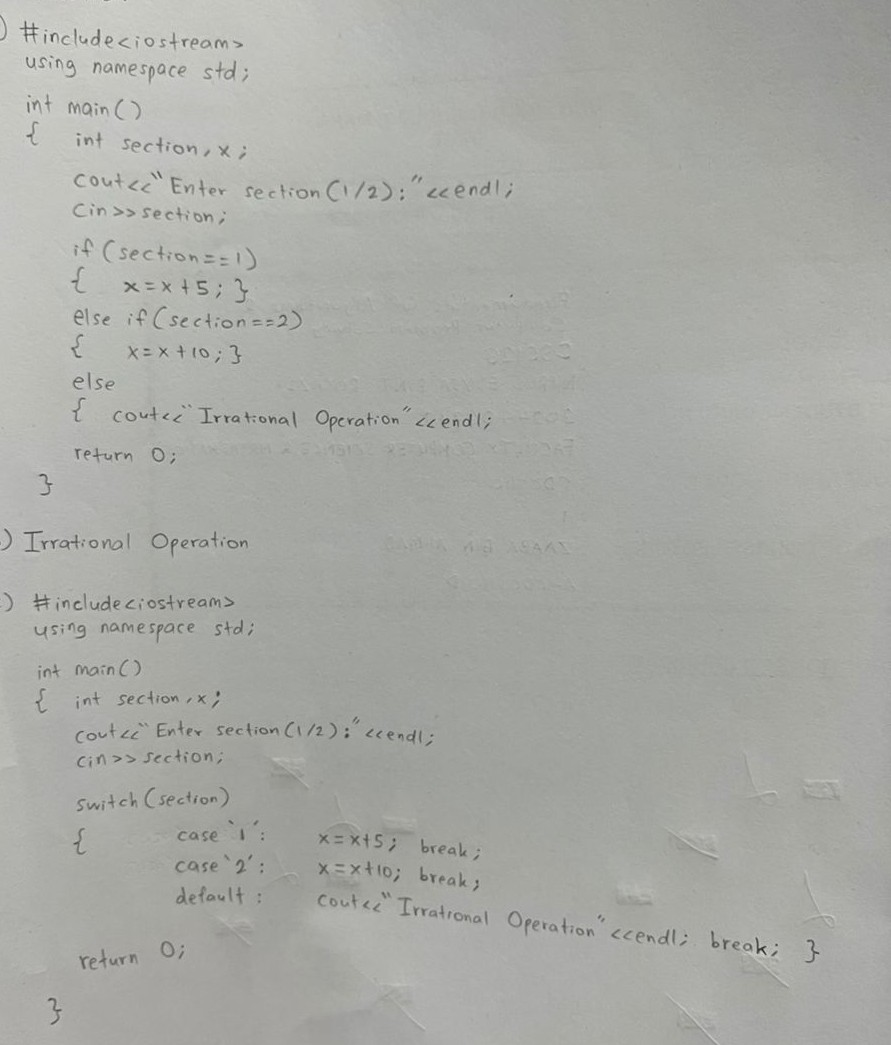 ) #include<iostream>
using namespace std;
int main()
{ int section, x;
cout<<"Enter section(1/2):"<<endl;
cin>>section;
if(section==1)
{ x=x+5; }
else if(section==2)
{ x=x+10; }
else
{ cout<<"Irrational Operation"<<endl;
return 0;
}
) Irrational Operation
) #include<iostream>
using namespace std;
int main()
{ int section, x;
cout<<"Enter section(1/2):"<<endl;
cin>>section;
switch(section)
{ case '1': x=x+5; break;
case '2': x=x+10; break;
default: cout<<"Irrational Operation"<<endl; break; }
return 0;
}